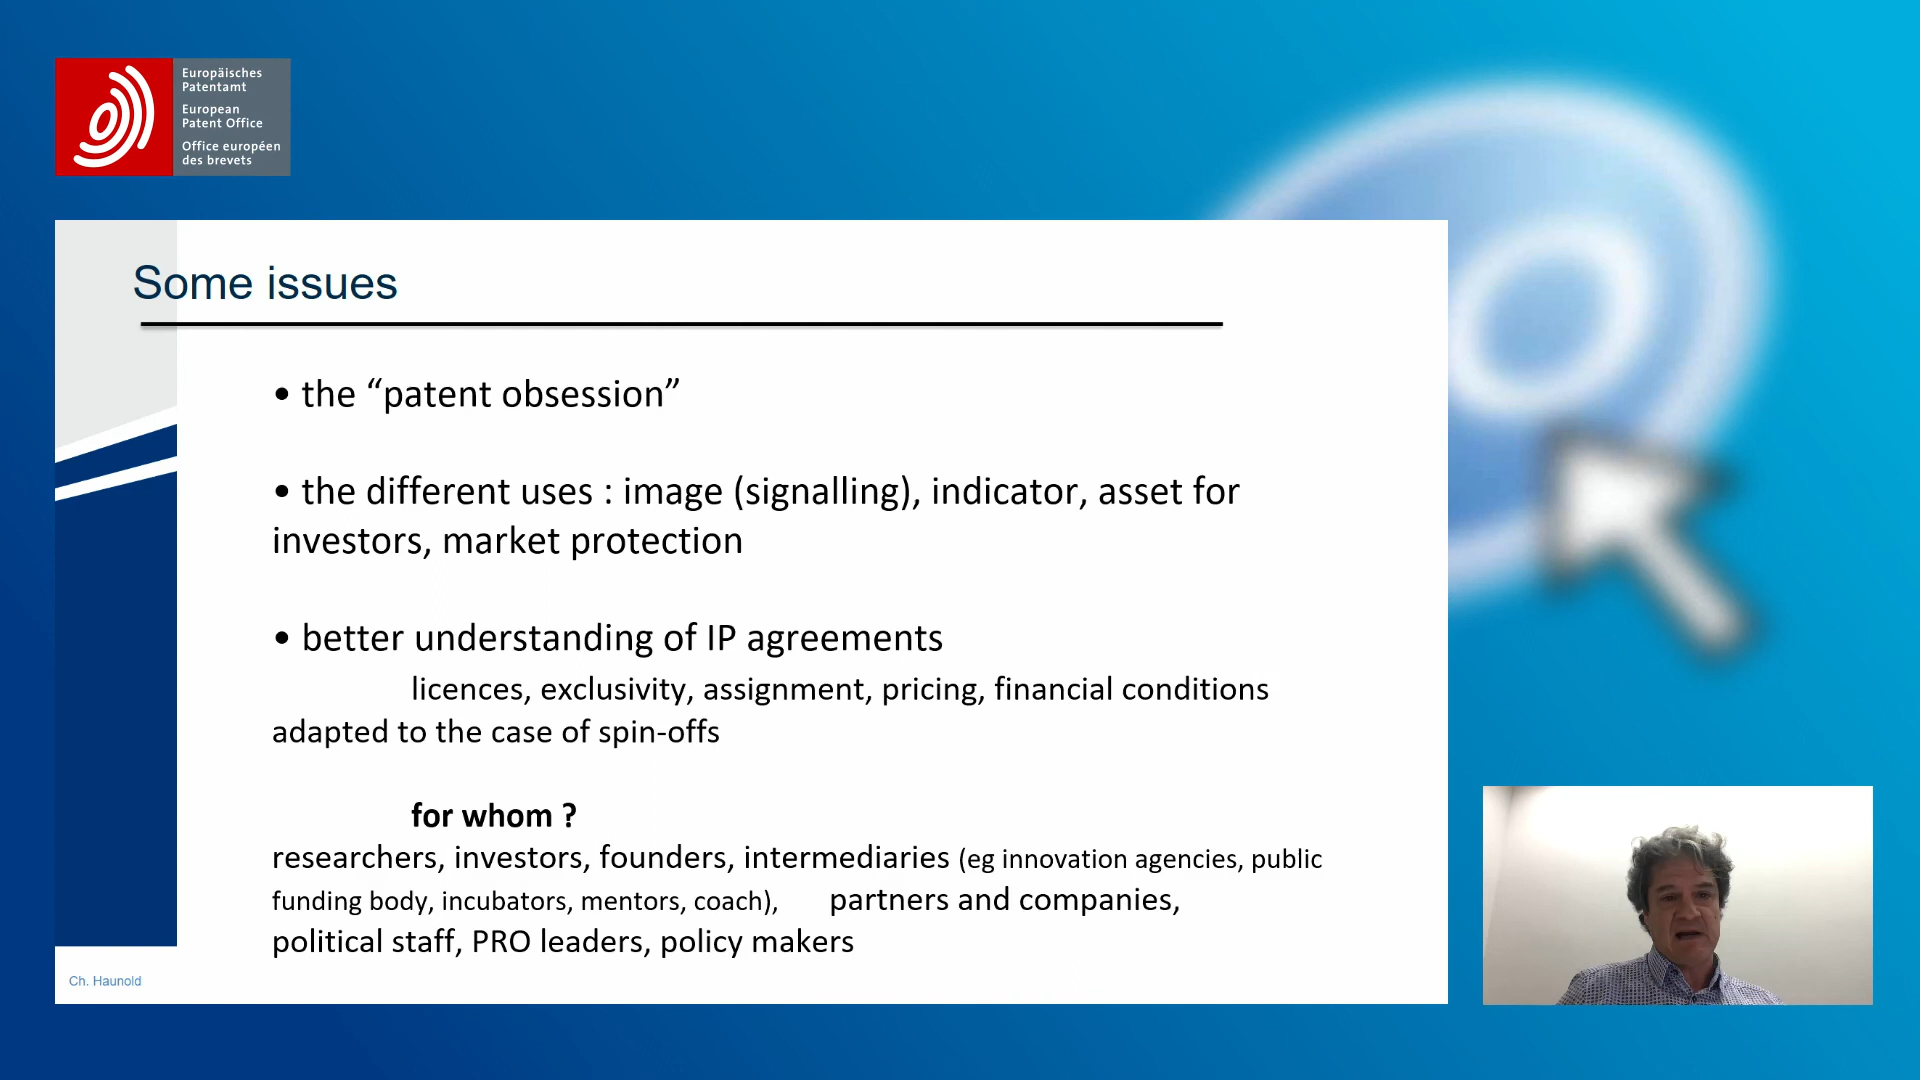 Europäisches
Patentamt
European
Patent Office
Office européen
des brevets
Some issues
• the “patent obsession”
• the different uses : image (signalling), indicator, asset for
investors, market protection
• better understanding of IP agreements
licences, exclusivity, assignment, pricing, financial conditions
adapted to the case of spin-offs
for whom ?
researchers, investors, founders, intermediaries (eg innovation agencies, public
funding body, incubators, mentors, coach), partners and companies,
political staff, PRO leaders, policy makers
Ch. Haunold